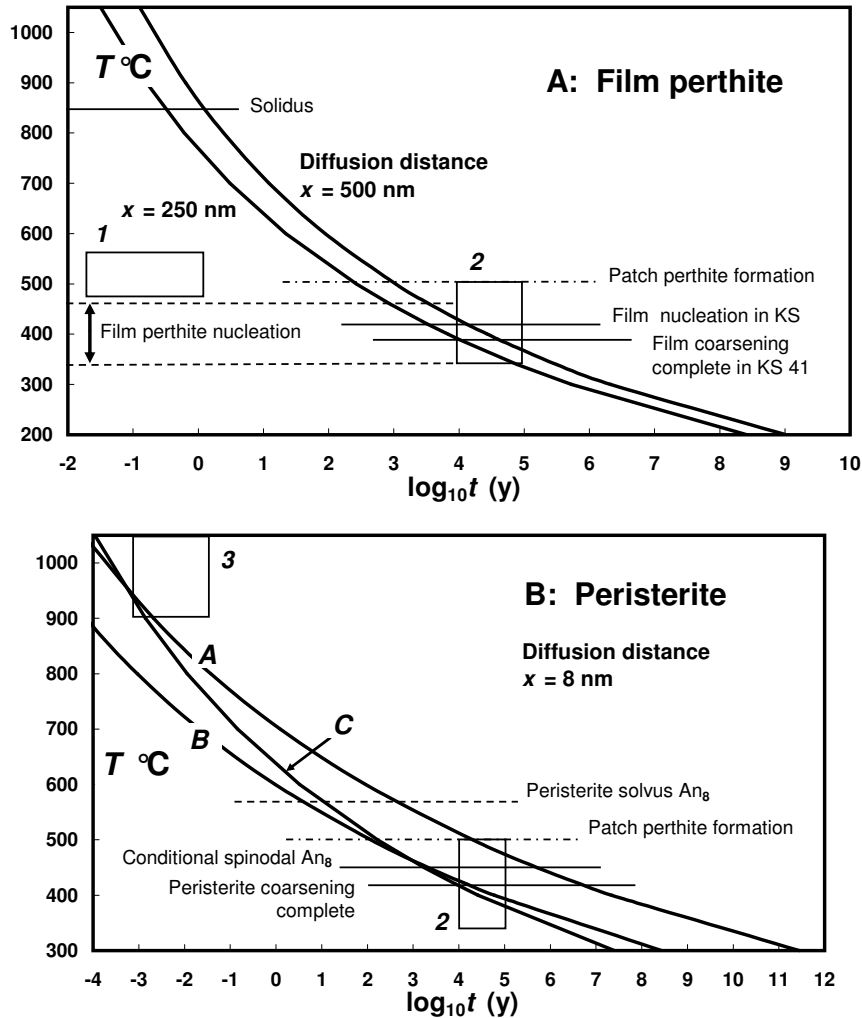 A: Film perthite
T °C
1000
900
800
700
600
500
400
300
200
Solidus
Diffusion distance
x = 500 nm
x = 250 nm
1
2
Patch perthite formation
Film nucleation in KS
Film perthite nucleation
Film coarsening
complete in KS 41
-2 -1 0 1 2 3 4 5 6 7 8 9 10
log10t (y)
B: Peristerite
1000
900
800
700
600
500
400
300
3
Diffusion distance
x = 8 nm
A
B
C
T °C
Peristerite solvus An8
Patch perthite formation
Conditional spinodal An8
Peristerite coarsening
complete
2
-4 -3 -2 -1 0 1 2 3 4 5 6 7 8 9 10 11 12
log10t (y)